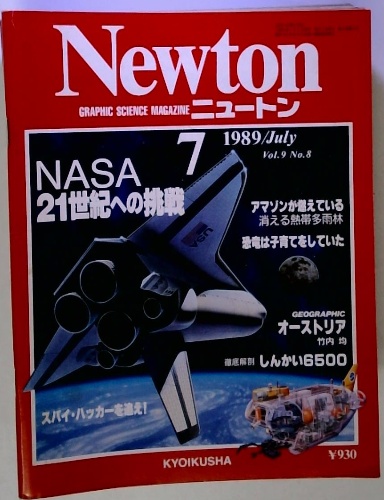 Newton
GRAPHIC SCIENCE MAGAZINE ニュートン
7
1989/July
Vol.9 No.8
NASA
21世紀への挑戦
アマゾンが燃えている
消える熱帯多雨林
恐竜は子育てをしていた
GEOGRAPHIC
オーストリア
竹内 均
徹底解剖 しんかい6500
スパイ・ハッカーを追え!
KYOIKUSHA
¥930